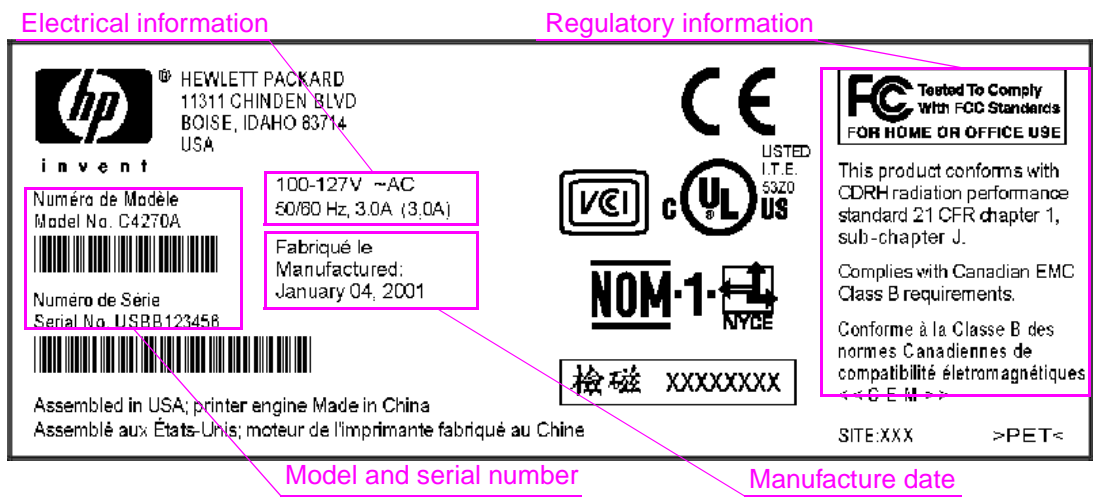 Electrical information
Regulatory information
hp
®
invent
HEWLETT PACKARD
11311 CHINDEN BLVD
BOISE, IDAHO 83714
USA
Numéro de Modèle
Model No. C4270A
Numéro de Série
Serial No. USBB123456
100-127V ~AC
50/60 Hz, 3.0A (3,0A)
Fabriqué le
Manufactured:
January 04, 2001
CE
VCI
C UL ® US
LISTED
I.T.E.
53Z0
NOM-1-
NYCE
檢磁 XXXXXXXX
FC Tested To Comply
With FCC Standards
FOR HOME OR OFFICE USE
This product conforms with
CDRH radiation performance
standard 21 CFR chapter 1,
sub-chapter J.
Complies with Canadian EMC
Class B requirements.
Conforme à la Classe B des
normes Canadiennes de
compatibilité életromagnétiques
<<C E M>>
Assembled in USA; printer engine Made in China
Assemblé aux États-Unis; moteur de l'imprimante fabriqué au Chine
SITE:XXX >PET<
Model and serial number
Manufacture date